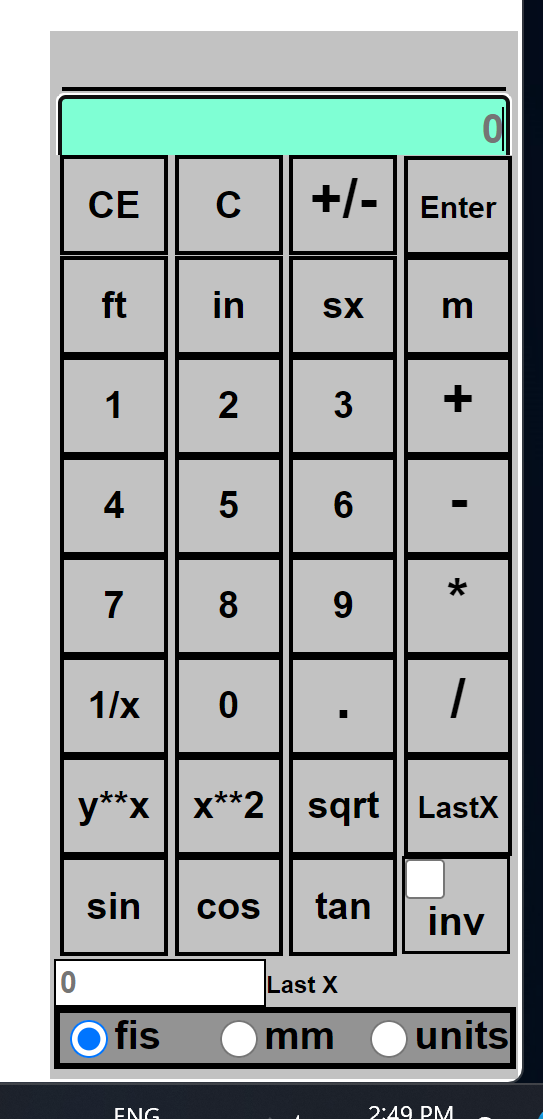 0
CE C +/- Enter
ft in sx m
1 2 3 +
4 5 6 -
7 8 9 *
1/x 0 . /
y**x x**2 sqrt LastX
sin cos tan inv
0 Last X
fis mm units
ENG 2:49 PM